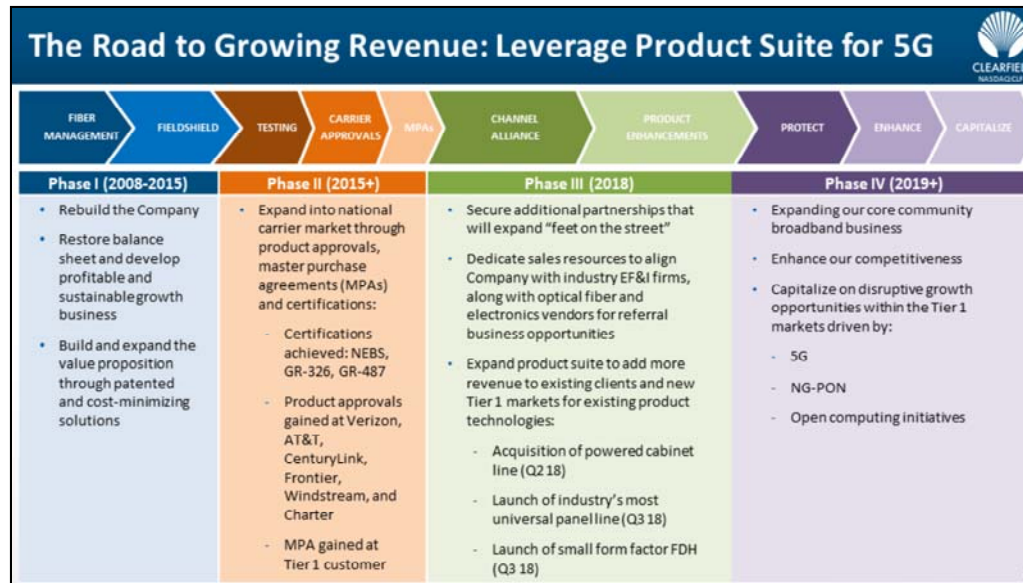 The Road to Growing Revenue: Leverage Product Suite for 5G
CLEARFIEL
NASDAQ:CLF
FIBER
MANAGEMENT
FIELDSHIELD
TESTING
CARRIER
APPROVALS
MPAs
CHANNEL
ALLIANCE
PRODUCT
ENHANCEMENTS
PROTECT
ENHANCE
CAPITALIZE
Phase I (2008-2015)
• Rebuild the Company
• Restore balance
sheet and develop
profitable and
sustainable growth
business
• Build and expand the
value proposition
through patented
and cost-minimizing
solutions
Phase II (2015+)
• Expand into national
carrier market through
product approvals,
master purchase
agreements (MPAs)
and certifications:
- Certifications
achieved: NEBS,
GR-326, GR-487
- Product approvals
gained at Verizon,
AT&T,
CenturyLink,
Frontier,
Windstream, and
Charter
- MPA gained at
Tier 1 customer
Phase III (2018)
• Secure additional partnerships that
will expand “feet on the street”
• Dedicate sales resources to align
Company with industry EF&I firms,
along with optical fiber and
electronics vendors for referral
business opportunities
• Expand product suite to add more
revenue to existing clients and new
Tier 1 markets for existing product
technologies:
- Acquisition of powered cabinet
line (Q2 18)
- Launch of industry’s most
universal panel line (Q3 18)
- Launch of small form factor FDH
(Q3 18)
Phase IV (2019+)
• Expanding our core community
broadband business
• Enhance our competitiveness
• Capitalize on disruptive growth
opportunities within the Tier 1
markets driven by:
- 5G
- NG-PON
- Open computing initiatives